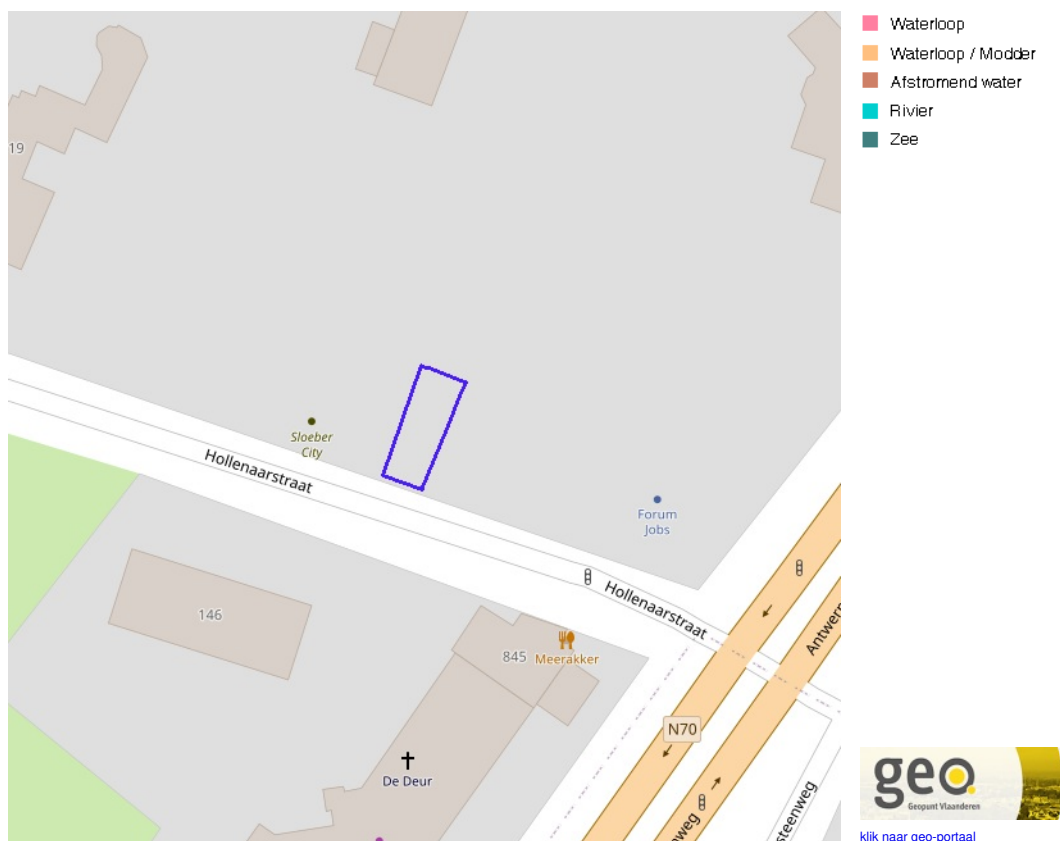 Waterloop
Waterloop / Modder
Afstromend water
Rivier
Zee
19
Sloeber
City
Hollenaarstraat
Forum
Jobs
Hollenaarstraat
146
845
Meerakker
N70
De Deur
geo
Geopunt Vlaanderen
klik naar geo-portaal